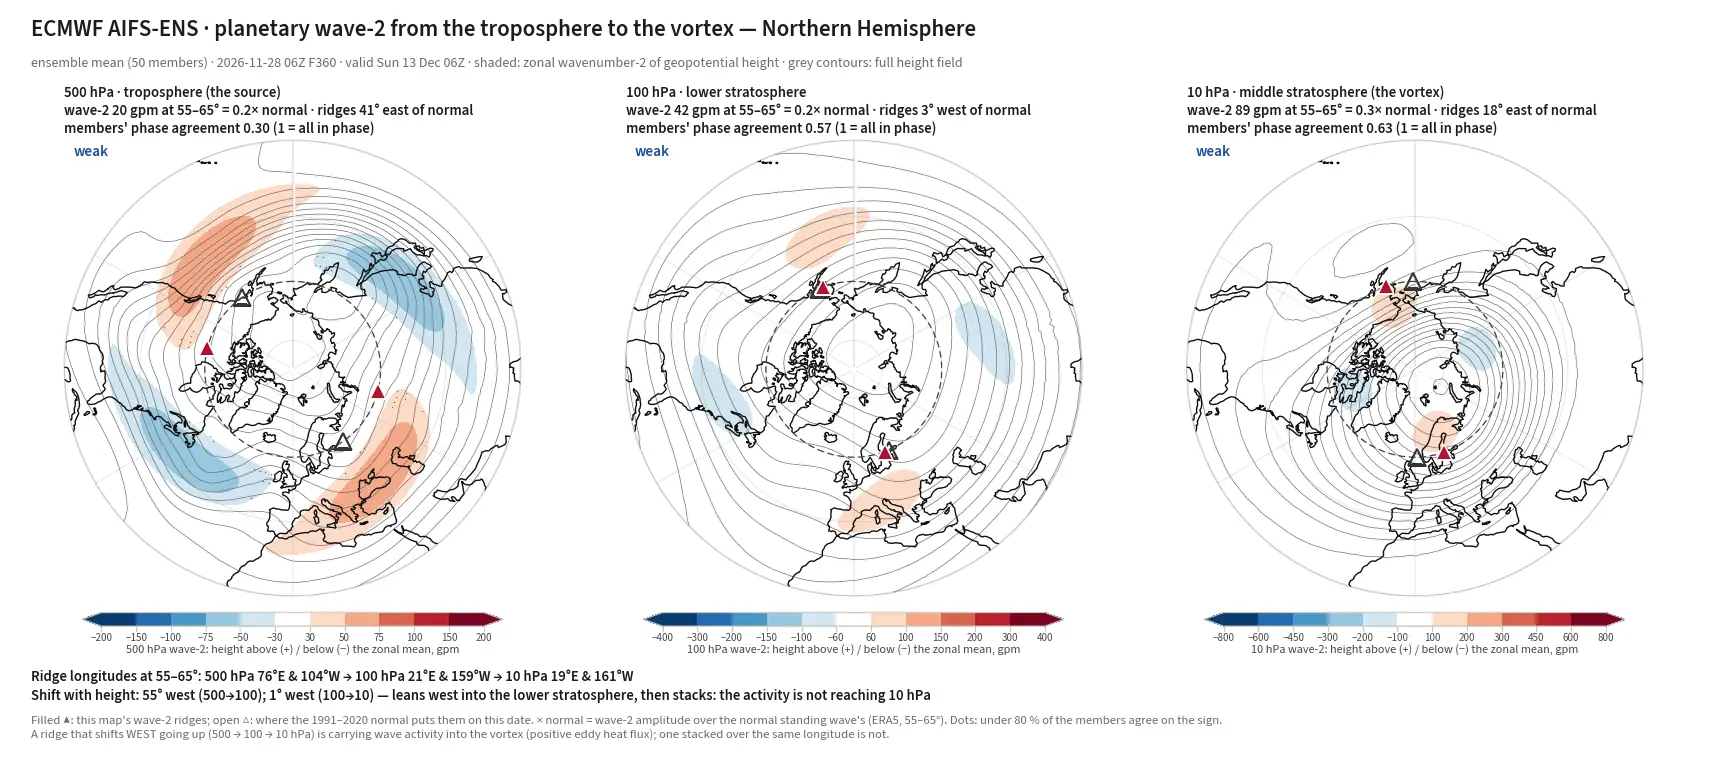 ECMWF AIFS-ENS · planetary wave-2 from the troposphere to the vortex — Northern Hemisphere
ensemble mean (50 members) · 2026-11-28 06Z F360 · valid Sun 13 Dec 06Z · shaded: zonal wavenumber-2 of geopotential height · grey contours: full height field
500 hPa · troposphere (the source)
wave-2 20 gpm at 55–65° = 0.2× normal · ridges 41° east of normal
members' phase agreement 0.30 (1 = all in phase)
weak
100 hPa · lower stratosphere
wave-2 42 gpm at 55–65° = 0.2× normal · ridges 3° west of normal
members' phase agreement 0.57 (1 = all in phase)
weak
10 hPa · middle stratosphere (the vortex)
wave-2 89 gpm at 55–65° = 0.3× normal · ridges 18° east of normal
members' phase agreement 0.63 (1 = all in phase)
weak
−200 −150 −100 −75 −50 −30 30 50 75 100 150 200
500 hPa wave-2: height above (+) / below (−) the zonal mean, gpm
−400 −300 −200 −150 −100 −60 60 100 150 200 300 400
100 hPa wave-2: height above (+) / below (−) the zonal mean, gpm
−800 −600 −450 −300 −200 −100 100 200 300 450 600 800
10 hPa wave-2: height above (+) / below (−) the zonal mean, gpm
Ridge longitudes at 55–65°: 500 hPa 76°E & 104°W → 100 hPa 21°E & 159°W → 10 hPa 19°E & 161°W
Shift with height: 55° west (500→100); 1° west (100→10) — leans west into the lower stratosphere, then stacks: the activity is not reaching 10 hPa
Filled ▲: this map's wave-2 ridges; open △: where the 1991–2020 normal puts them on this date. × normal = wave-2 amplitude over the normal standing wave's (ERA5, 55–65°). Dots: under 80 % of the members agree on the sign.
A ridge that shifts WEST going up (500 → 100 → 10 hPa) is carrying wave activity into the vortex (positive eddy heat flux); one stacked over the same longitude is not.